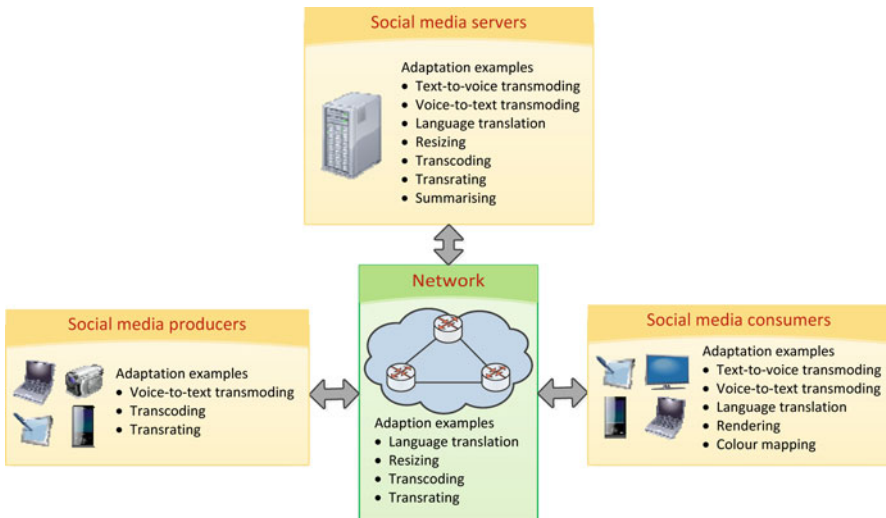 Social media servers
Adaptation examples
• Text-to-voice transmoding
• Voice-to-text transmoding
• Language translation
• Resizing
• Transcoding
• Transrating
• Summarising
Network
Adaption examples
• Language translation
• Resizing
• Transcoding
• Transrating
Social media producers
Adaptation examples
• Voice-to-text transmoding
• Transcoding
• Transrating
Social media consumers
Adaptation examples
• Text-to-voice transmoding
• Voice-to-text transmoding
• Language translation
• Rendering
• Colour mapping